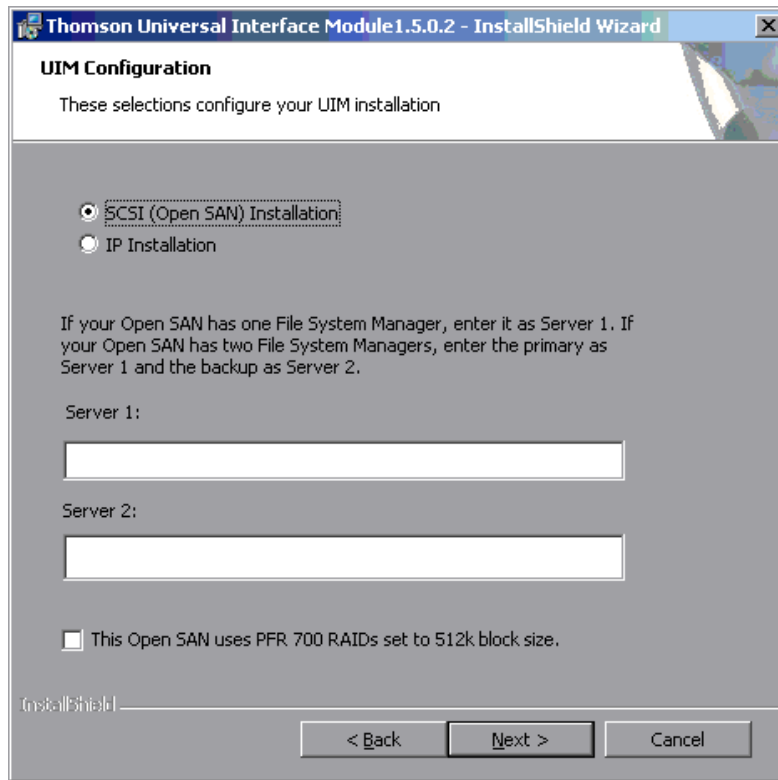 Thomson Universal Interface Module1.5.0.2 - InstallShield Wizard
UIM Configuration
These selections configure your UIM installation
SCSI (Open SAN) Installation
IP Installation
If your Open SAN has one File System Manager, enter it as Server 1. If
your Open SAN has two File System Managers, enter the primary as
Server 1 and the backup as Server 2.
Server 1:
Server 2:
This Open SAN uses PFR 700 RAIDs set to 512k block size.
InstallShield
< Back
Next >
Cancel